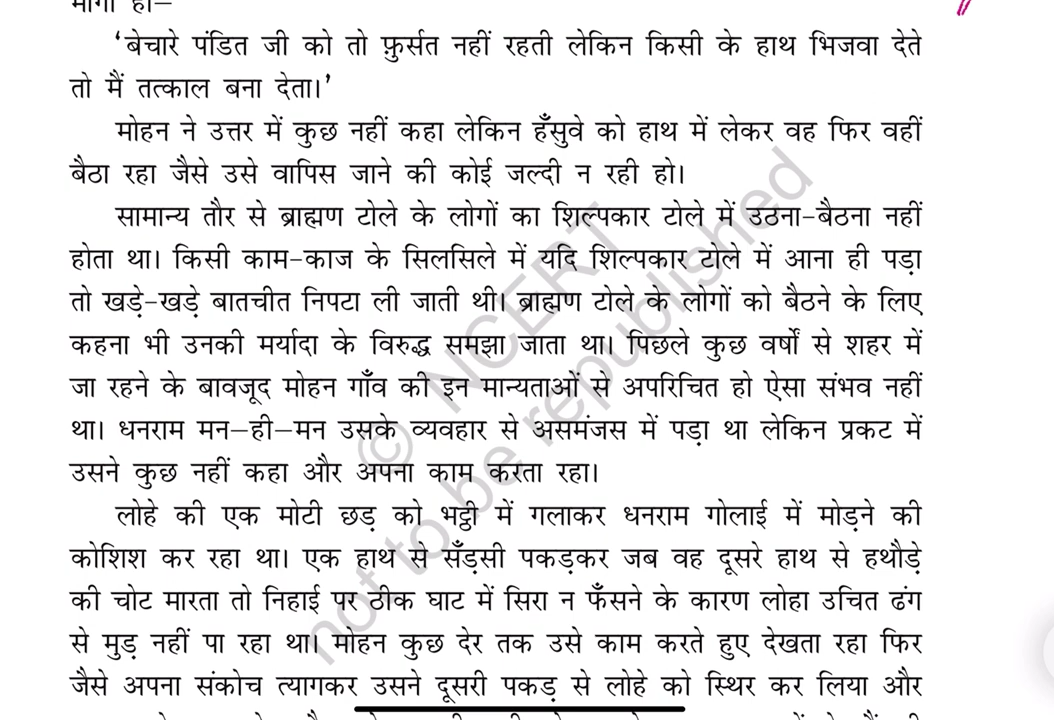 ‘बेचारे पंडित जी को तो फ़ुर्सत नहीं रहती लेकिन किसी के हाथ भिजवा देते
तो मैं तत्काल बना देता।’
मोहन ने उत्तर में कुछ नहीं कहा लेकिन हँसुवे को हाथ में लेकर वह फिर वहीं
बैठा रहा जैसे उसे वापिस जाने की कोई जल्दी न रही हो।
सामान्य तौर से ब्राह्मण टोले के लोगों का शिल्पकार टोले में उठना-बैठना नहीं
होता था। किसी काम-काज के सिलसिले में यदि शिल्पकार टोले में आना ही पड़ा
तो खड़े-खड़े बातचीत निपटा ली जाती थी। ब्राह्मण टोले के लोगों को बैठने के लिए
कहना भी उनकी मर्यादा के विरुद्ध समझा जाता था। पिछले कुछ वर्षों से शहर में
जा रहने के बावजूद मोहन गाँव की इन मान्यताओं से अपरिचित हो ऐसा संभव नहीं
था। धनराम मन–ही–मन उसके व्यवहार से असमंजस में पड़ा था लेकिन प्रकट में
उसने कुछ नहीं कहा और अपना काम करता रहा।
लोहे की एक मोटी छड़ को भट्ठी में गलाकर धनराम गोलाई में मोड़ने की
कोशिश कर रहा था। एक हाथ से सँड़सी पकड़कर जब वह दूसरे हाथ से हथौड़े
की चोट मारता तो निहाई पर ठीक घाट में सिरा न फँसने के कारण लोहा उचित ढंग
से मुड़ नहीं पा रहा था। मोहन कुछ देर तक उसे काम करते हुए देखता रहा फिर
जैसे अपना संकोच त्यागकर उसने दूसरी पकड़ से लोहे को स्थिर कर लिया और
© NCERT
not to be republished